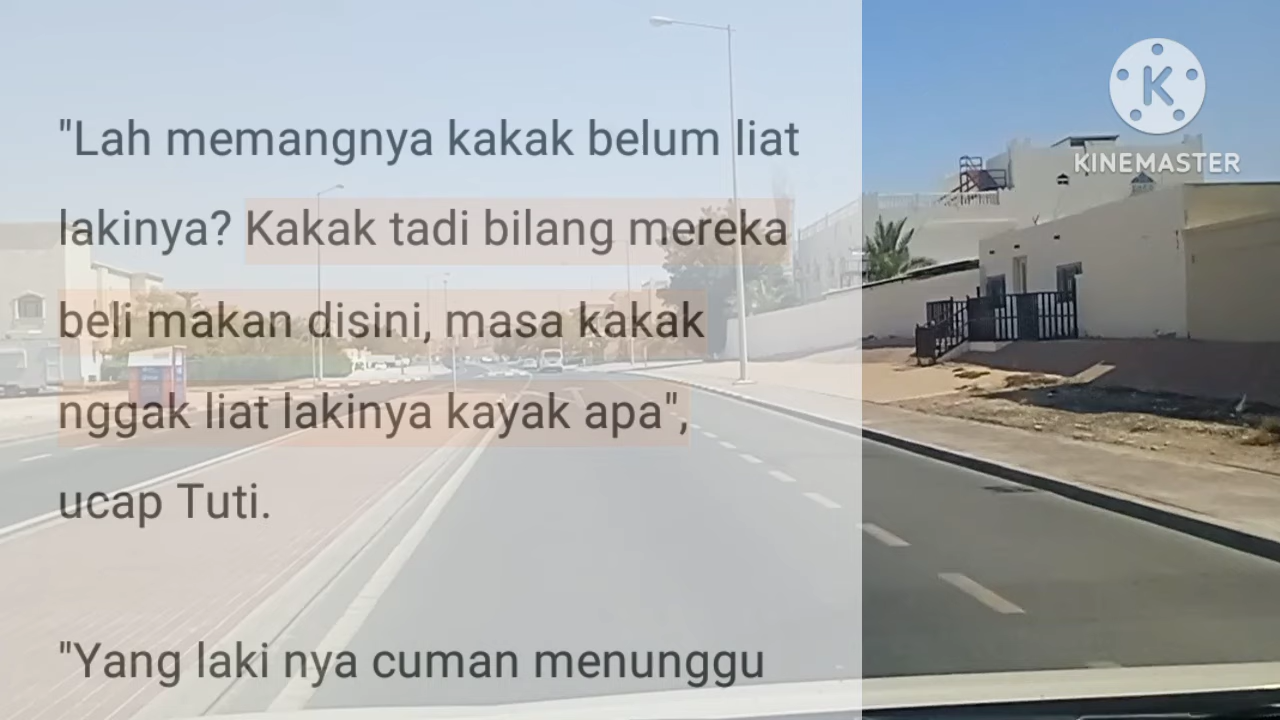 "Lah memangnya kakak belum liat
lakinya? Kakak tadi bilang mereka
beli makan disini, masa kakak
nggak liat lakinya kayak apa",
ucap Tuti.
"Yang laki nya cuman menunggu
K
KINEMASTER